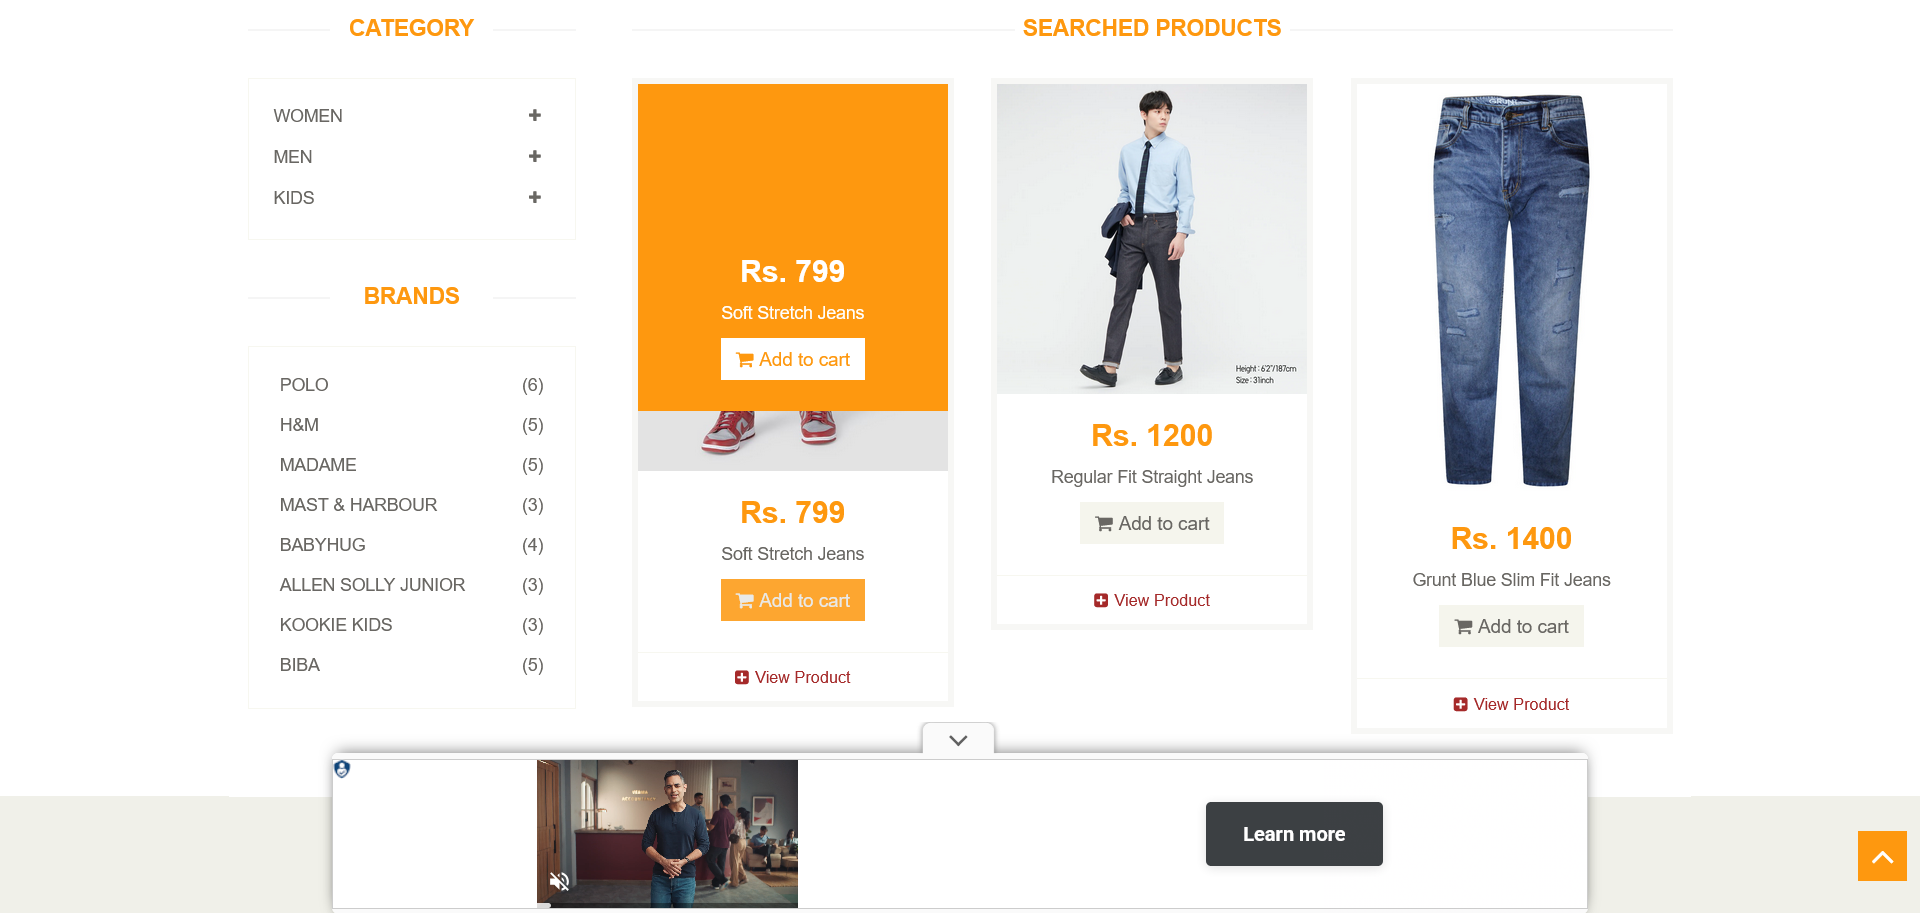 CATEGORY
WOMEN
MEN
KIDS
BRANDS
POLO (6)
H&M (5)
MADAME (5)
MAST & HARBOUR (3)
BABYHUG (4)
ALLEN SOLLY JUNIOR (3)
KOOKIE KIDS (3)
BIBA (5)
SEARCHED PRODUCTS
Rs. 799
Soft Stretch Jeans
Add to cart
Rs. 799
Soft Stretch Jeans
Add to cart
View Product
Height : 6'2"/187cm
Size : 31inch
Rs. 1200
Regular Fit Straight Jeans
Add to cart
View Product
GRUNT
Rs. 1400
Grunt Blue Slim Fit Jeans
Add to cart
View Product
Learn more